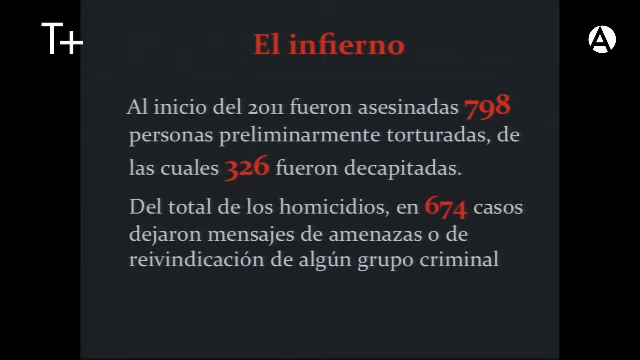 T+
A
El infierno
Al inicio del 2011 fueron asesinadas 798
personas preliminarmente torturadas, de
las cuales 326 fueron decapitadas.
Del total de los homicidios, en 674 casos
dejaron mensajes de amenazas o de
reivindicación de algún grupo criminal